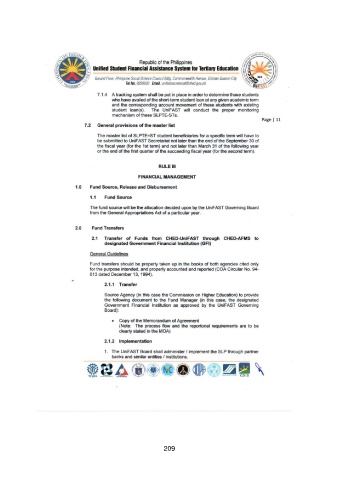 Republic of the Philippines
Unified Student Financial Assistance System for Tertiary Education
7.1.4 A tracking system shall be put in place in order to determine those students
who have availed of the short-term student loan at any given academic term
and the corresponding account movement of these students with existing
student loan/s. The UniFAST will conduct the proper monitoring
mechanism of these SLPTE-STs.
Page | 11
7.2 General provisions of the master list
The master list of SLPTE-ST student beneficiaries for a specific term will have to
be submitted to UniFAST Secretariat not later than the end of the September 30 of
the fiscal year (for the 1st term) and not later than March 31 of the following year
or the end of the first quarter of the succeeding fiscal year (for the second term).
RULE III
FINANCIAL MANAGEMENT
1.0 Fund Source, Release and Disbursement
1.1 Fund Source
The fund source will be the allocation decided upon by the UniFAST Governing Board
from the General Appropriations Act of a particular year.
2.0 Fund Transfers
2.1 Transfer of Funds from CHED-UniFAST through CHED-AFMS to
designated Government Financial Institution (GFI)
General Guidelines
Fund transfers should be properly taken up in the books of both agencies cited only
for the purpose intended, and properly accounted and reported (COA Circular No. 94-
013 dated December 13, 1994).
2.1.1 Transfer
Source Agency (in this case the Commission on Higher Education) to provide
the following document to the Fund Manager (in this case, the designated
Government Financial Institution as approved by the UniFAST Governing
Board):
• Copy of the Memorandum of Agreement
(Note: The process flow and the reportorial requirements are to be
clearly stated in the MOA)
2.1.2 Implementation
1. The UniFAST Board shall administer / implement the SLP through partner
banks and similar entities / institutions.
209